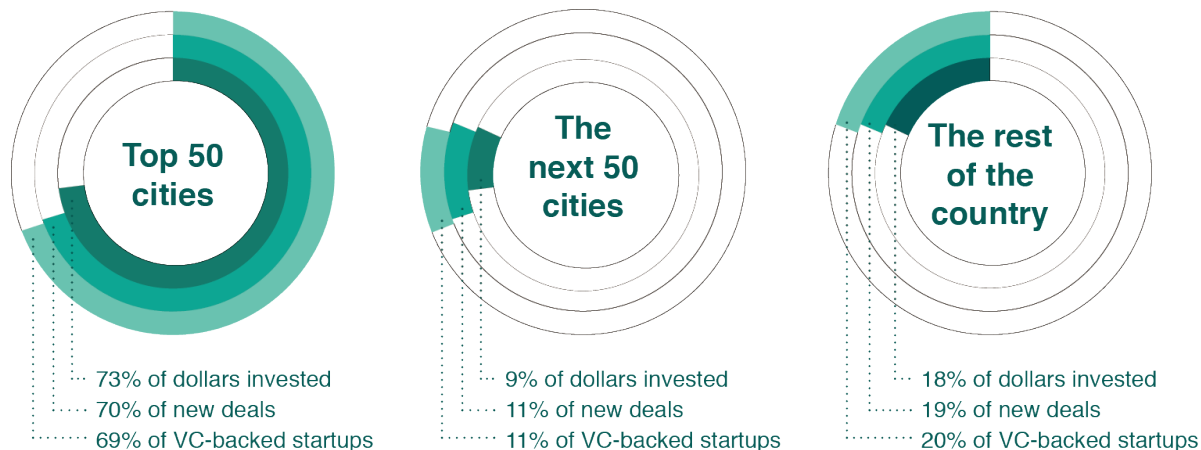 Top 50
cities
73% of dollars invested
70% of new deals
69% of VC-backed startups
The
next 50
cities
9% of dollars invested
11% of new deals
11% of VC-backed startups
The rest
of the
country
18% of dollars invested
19% of new deals
20% of VC-backed startups